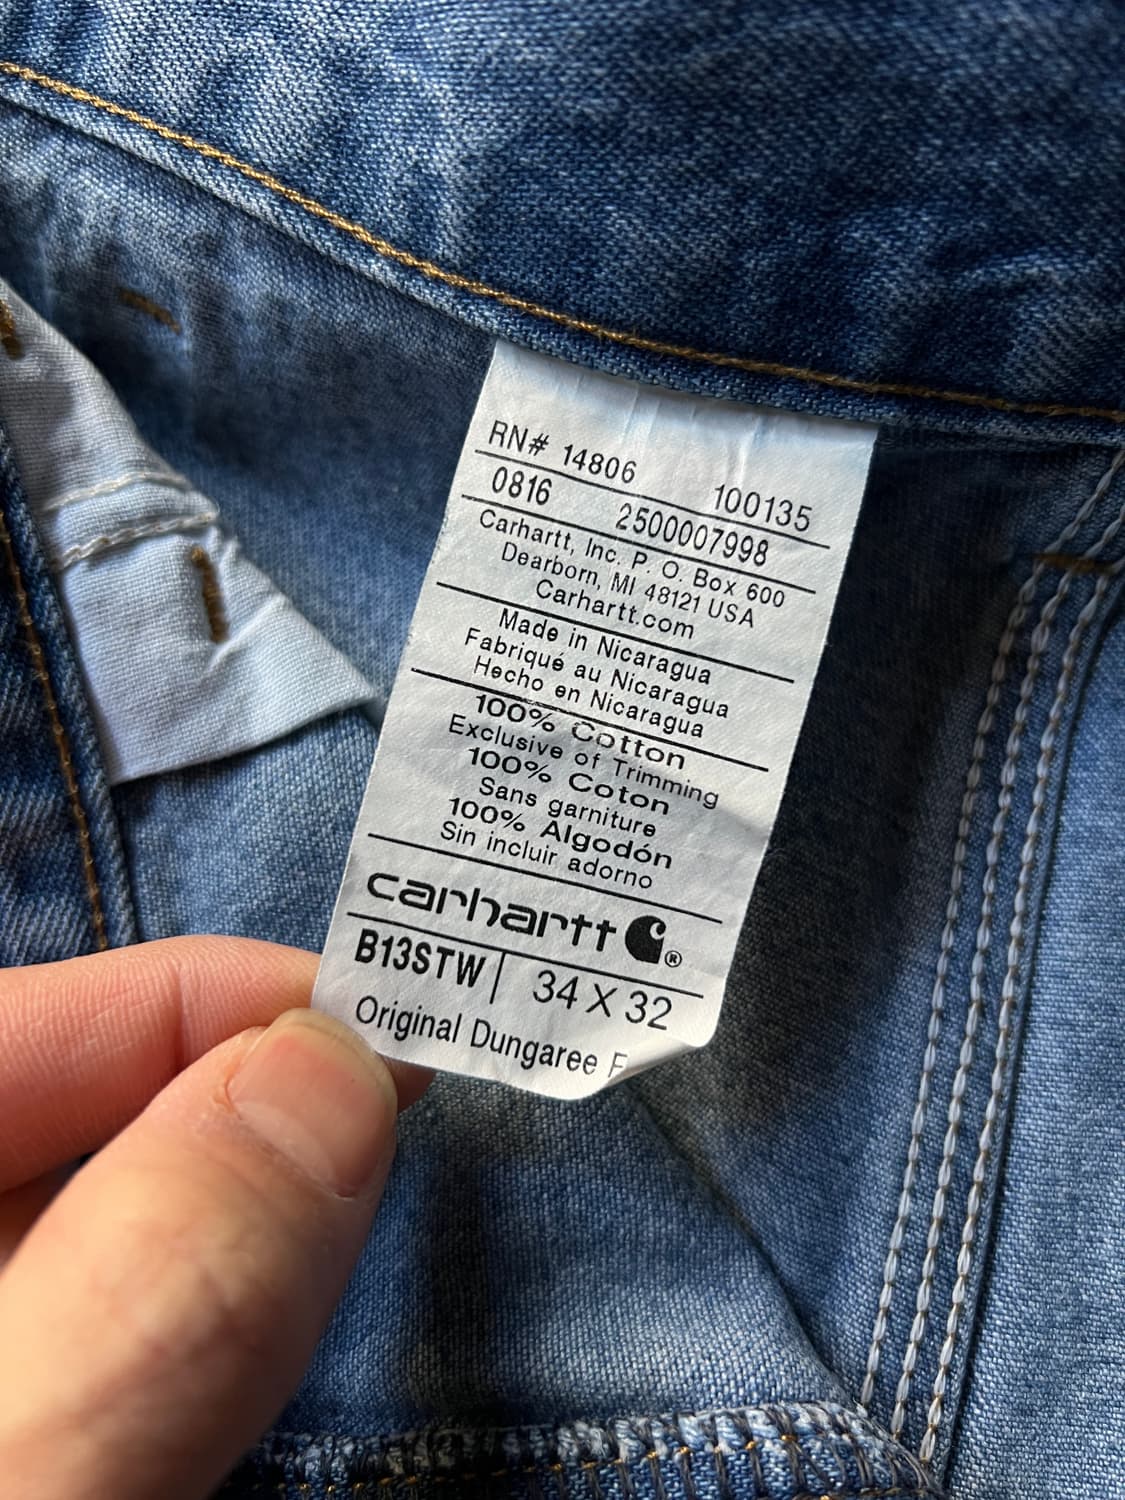 RN# 14806 100135
0816 2500007998
Carhartt, Inc. P. O. Box 600
Dearborn, MI 48121 USA
Carhartt.com
Made in Nicaragua
Fabriqué au Nicaragua
Hecho en Nicaragua
100% Cotton
Exclusive of Trimming
100% Coton
Sans garniture
100% Algodón
Sin incluir adorno
carhartt ®
B13STW | 34 X 32
Original Dungaree F